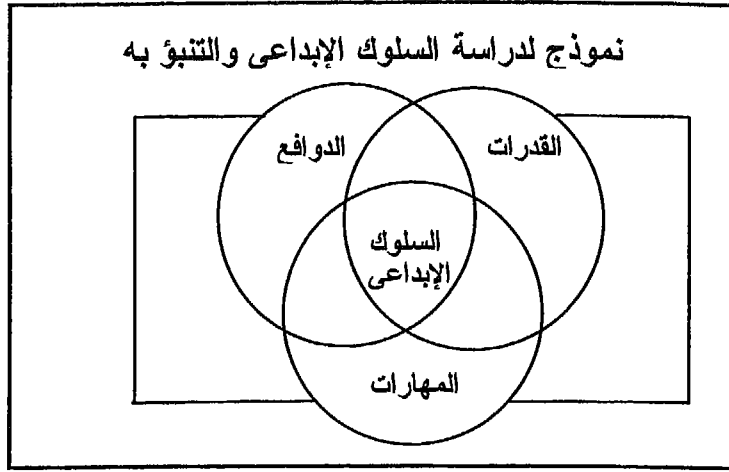 نموذج لدراسة السلوك الإبداعى والتنبؤ به
القدرات
الدوافع
السلوك
الإبداعى
المهارات